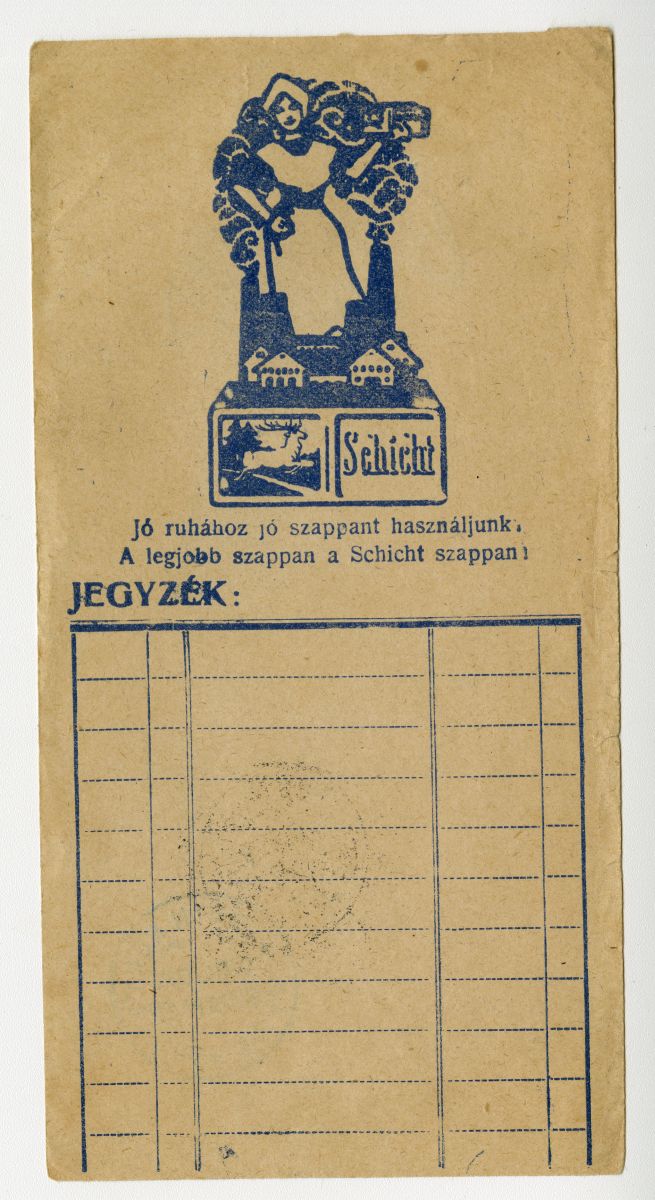 Schicht
Jó ruhához jó szappant használjunk.
A legjobb szappan a Schicht szappan!
JEGYZÉK: